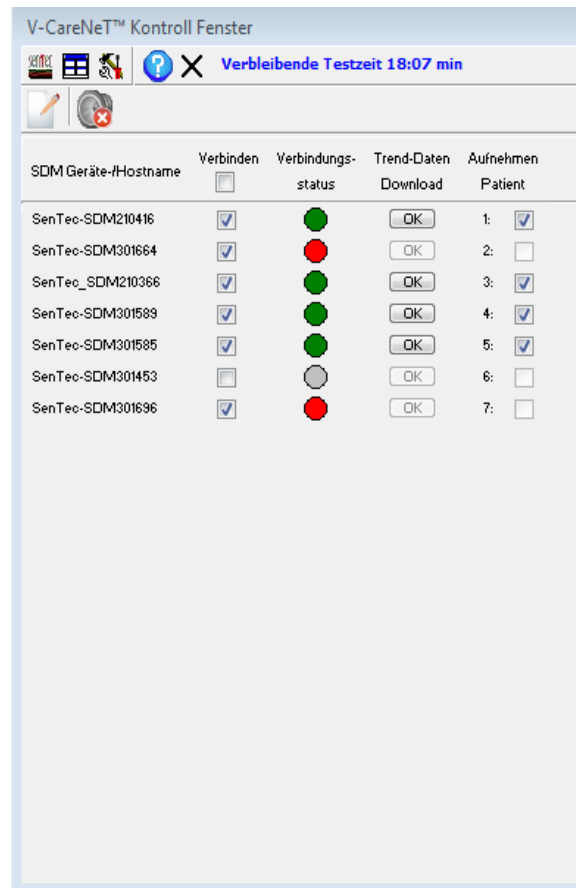 V-CareNeT™ Kontroll Fenster
Verbleibende Testzeit 18:07 min
SDM Geräte-/Hostname Verbinden Verbindungs-status Trend-Daten Download Aufnehmen Patient
SenTec-SDM210416 OK 1:
SenTec-SDM301664 OK 2:
SenTec_SDM210366 OK 3:
SenTec-SDM301589 OK 4:
SenTec-SDM301585 OK 5:
SenTec-SDM301453 OK 6:
SenTec-SDM301696 OK 7: